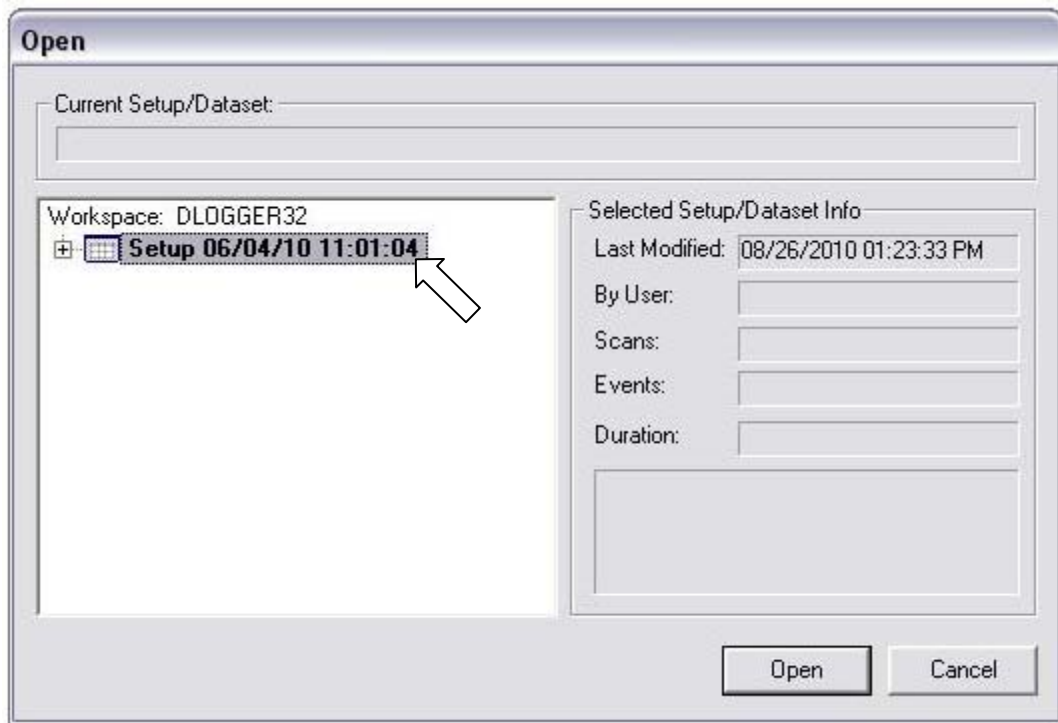 Open
Current Setup/Dataset:
Workspace: DLOGGER32
Setup 06/04/10 11:01:04
Selected Setup/Dataset Info
Last Modified: 08/26/2010 01:23:33 PM
By User:
Scans:
Events:
Duration:
Open
Cancel